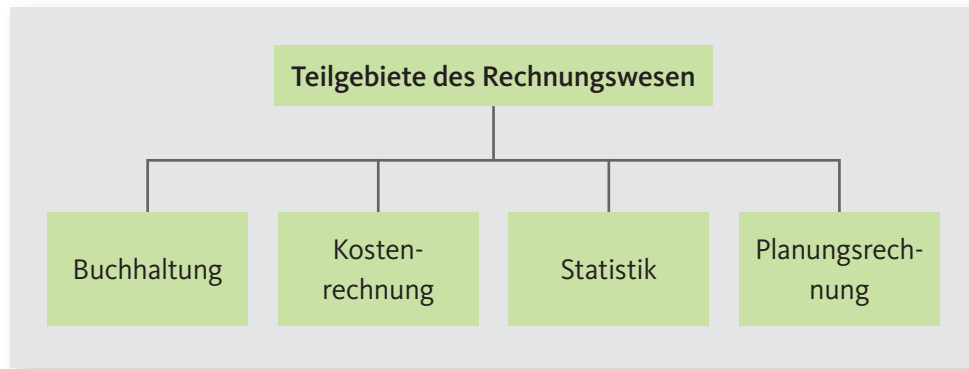 Teilgebiete des Rechnungswesen
Buchhaltung
Kosten-
rechnung
Statistik
Planungsrech-
nung